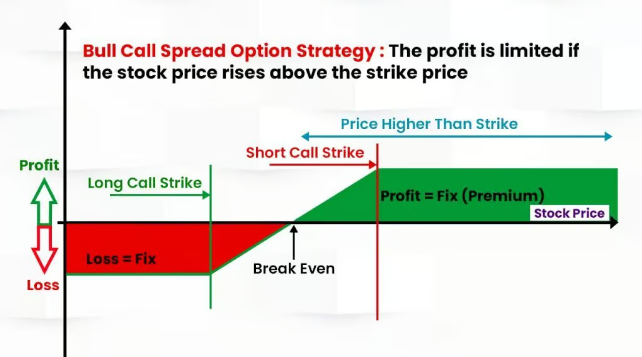 Bull Call Spread Option Strategy : The profit is limited if
the stock price rises above the strike price
Price Higher Than Strike
Short Call Strike
Profit
Long Call Strike
Profit = Fix (Premium)
Stock Price
Loss = Fix
Break Even
Loss